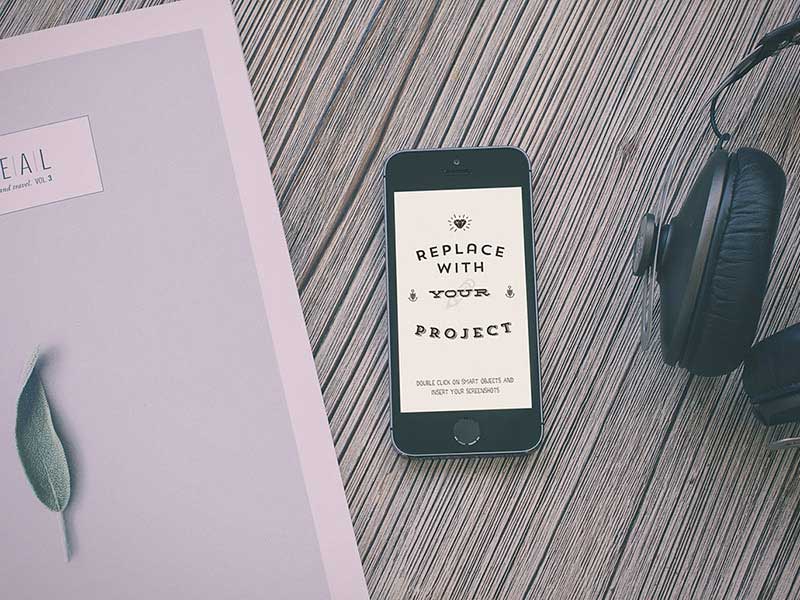 EAL
and travel. VOL 3
REPLACE
WITH
YOUR
PROJECT
DOUBLE CLICK ON SMART OBJECTS AND
INSERT YOUR SCREENSHOTS